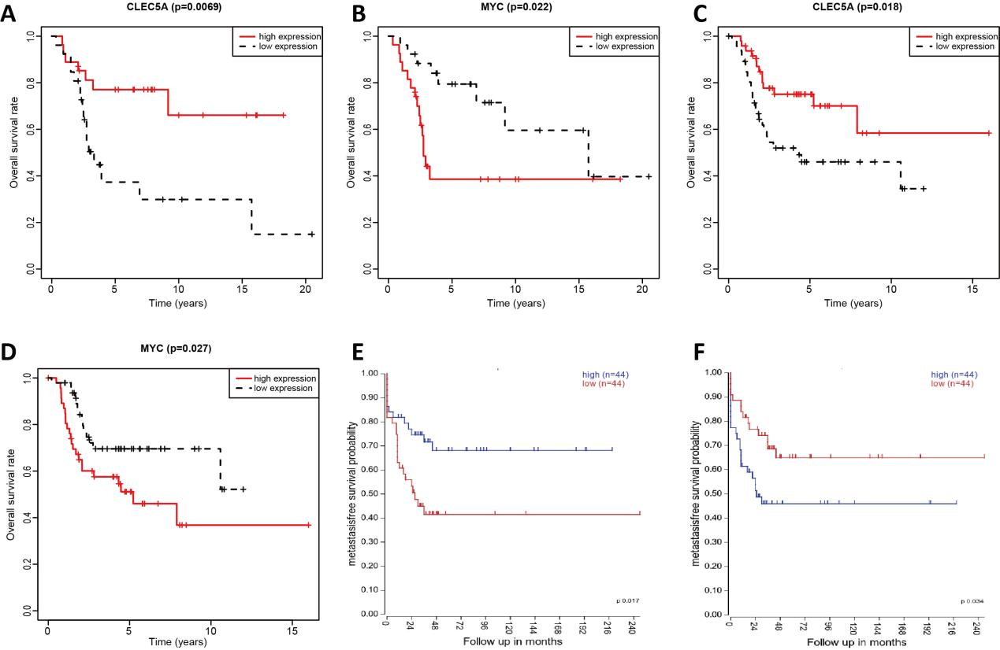 A
CLEC5A (p=0.0069)
high expression
low expression
Overall survival rate
0.0
0.2
0.4
0.6
0.8
1.0
0
5
10
15
20
Time (years)
B
MYC (p=0.022)
high expression
low expression
Overall survival rate
0.0
0.2
0.4
0.6
0.8
1.0
0
5
10
15
20
Time (years)
C
CLEC5A (p=0.018)
high expression
low expression
Overall survival rate
0.0
0.2
0.4
0.6
0.8
1.0
0
5
10
15
Time (years)
D
MYC (p=0.027)
high expression
low expression
Overall survival rate
0.0
0.2
0.4
0.6
0.8
1.0
0
5
10
15
Time (years)
E
high (n=44)
low (n=44)
metastasisfree survival probability
1.00
0.90
0.80
0.70
0.60
0.50
0.40
0.30
0.20
0.10
0.00
p 0.017
0
24
48
72
96
120
144
168
192
216
240
Follow up in months
F
high (n=44)
low (n=44)
metastasisfree survival probability
1.00
0.90
0.80
0.70
0.60
0.50
0.40
0.30
0.20
0.10
0.00
p 0.034
0
24
48
72
96
120
144
168
192
216
240
Follow up in months